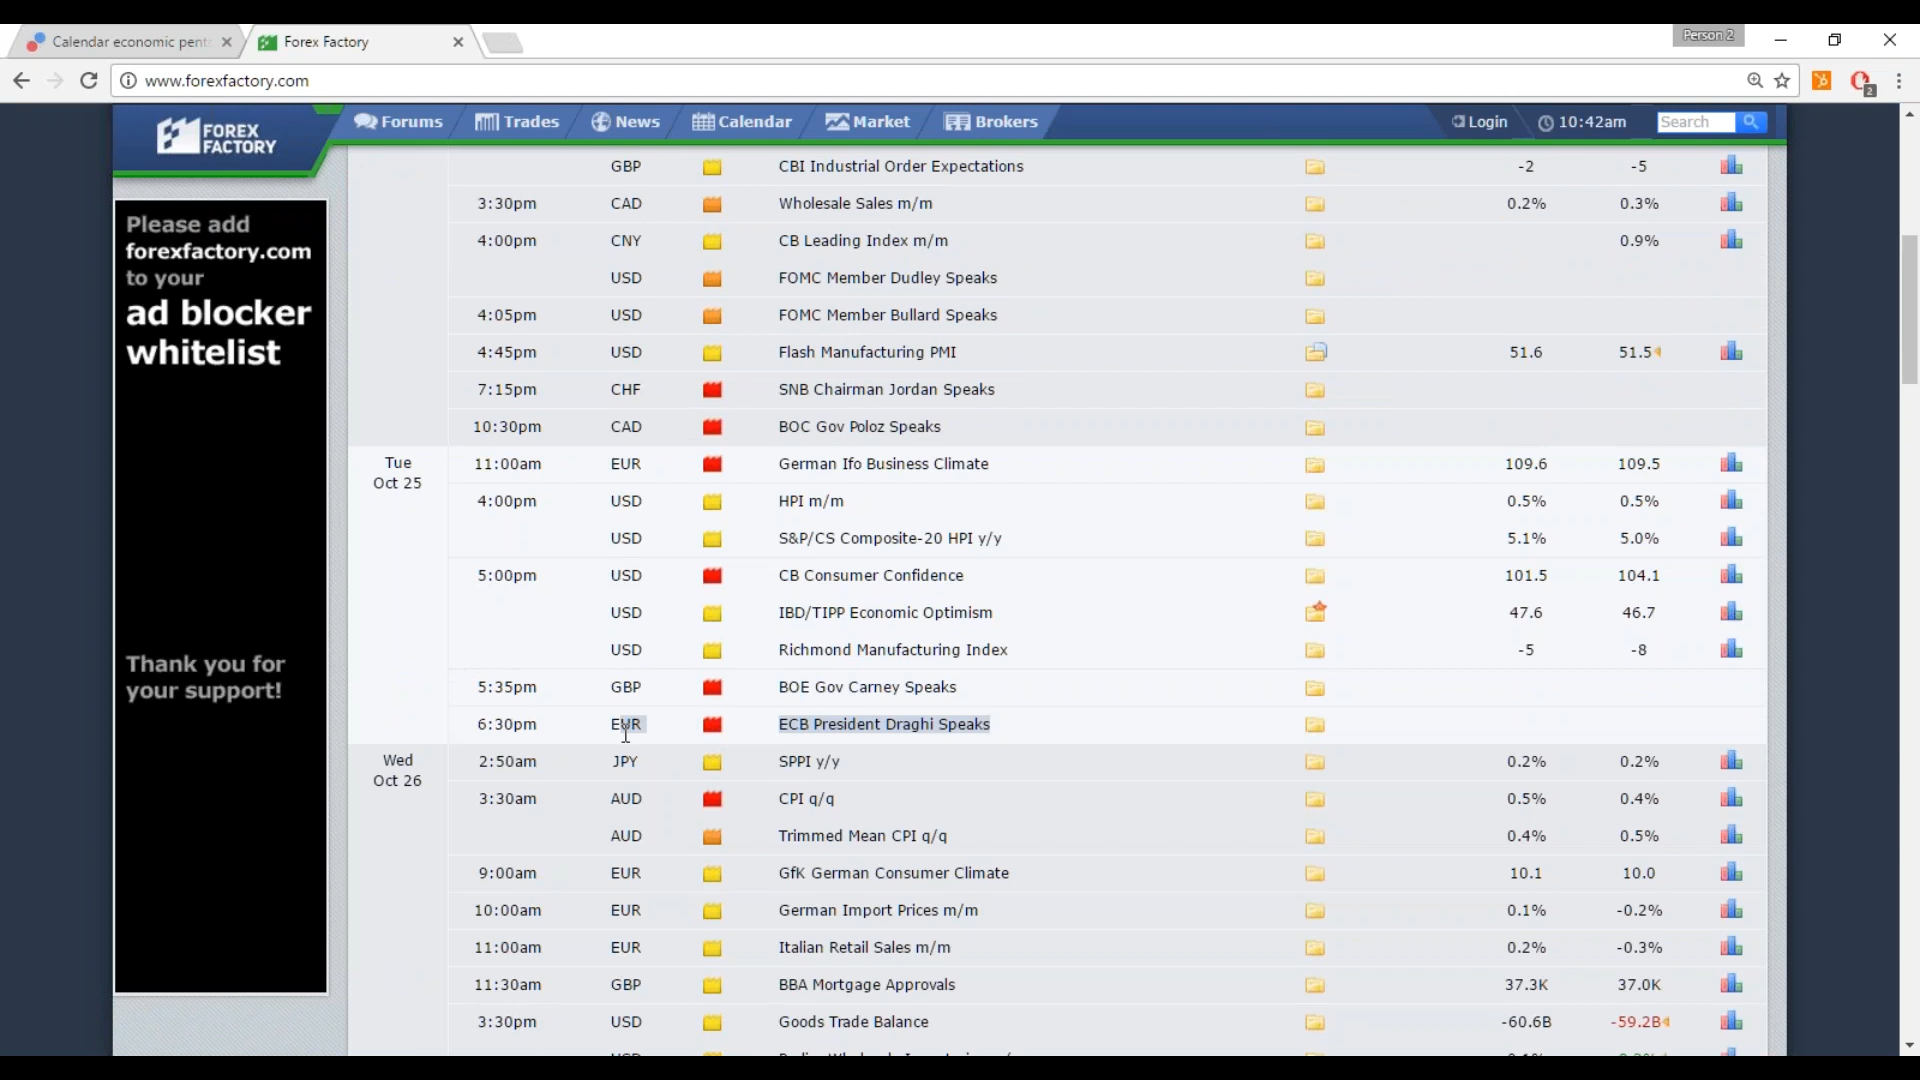 Calendar economic pent
Forex Factory
Person 2
www.forexfactory.com
2
FOREX
FACTORY
Forums
Trades
News
Calendar
Market
Brokers
Login
10:42am
Search
Please add
forexfactory.com
to your
ad blocker
whitelist
Thank you for
your support!
GBP CBI Industrial Order Expectations -2 -5
3:30pm CAD Wholesale Sales m/m 0.2% 0.3%
4:00pm CNY CB Leading Index m/m 0.9%
USD FOMC Member Dudley Speaks
4:05pm USD FOMC Member Bullard Speaks
4:45pm USD Flash Manufacturing PMI 51.6 51.5
7:15pm CHF SNB Chairman Jordan Speaks
10:30pm CAD BOC Gov Poloz Speaks
Tue
Oct 25
11:00am EUR German Ifo Business Climate 109.6 109.5
4:00pm USD HPI m/m 0.5% 0.5%
USD S&P/CS Composite-20 HPI y/y 5.1% 5.0%
5:00pm USD CB Consumer Confidence 101.5 104.1
USD IBD/TIPP Economic Optimism 47.6 46.7
USD Richmond Manufacturing Index -5 -8
5:35pm GBP BOE Gov Carney Speaks
6:30pm EUR ECB President Draghi Speaks
Wed
Oct 26
2:50am JPY SPPI y/y 0.2% 0.2%
3:30am AUD CPI q/q 0.5% 0.4%
AUD Trimmed Mean CPI q/q 0.4% 0.5%
9:00am EUR GfK German Consumer Climate 10.1 10.0
10:00am EUR German Import Prices m/m 0.1% -0.2%
11:00am EUR Italian Retail Sales m/m 0.2% -0.3%
11:30am GBP BBA Mortgage Approvals 37.3K 37.0K
3:30pm USD Goods Trade Balance -60.6B -59.2B